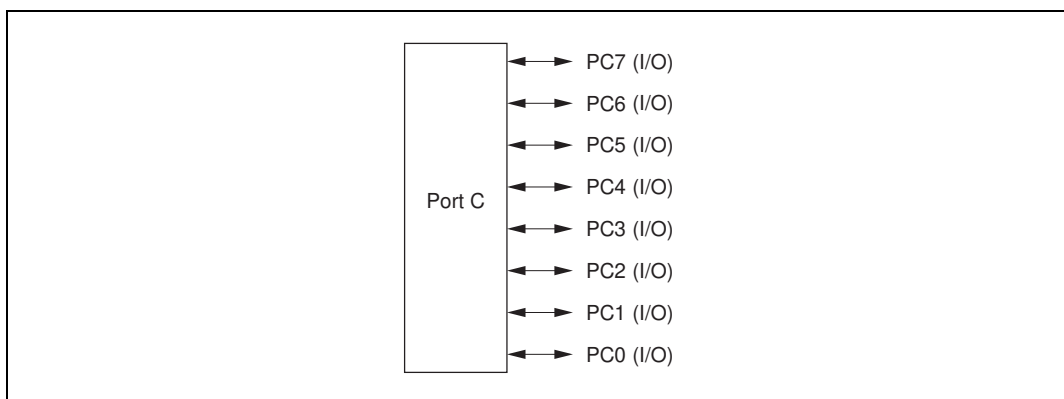 PC7 (I/O)
PC6 (I/O)
PC5 (I/O)
PC4 (I/O)
Port C
PC3 (I/O)
PC2 (I/O)
PC1 (I/O)
PC0 (I/O)